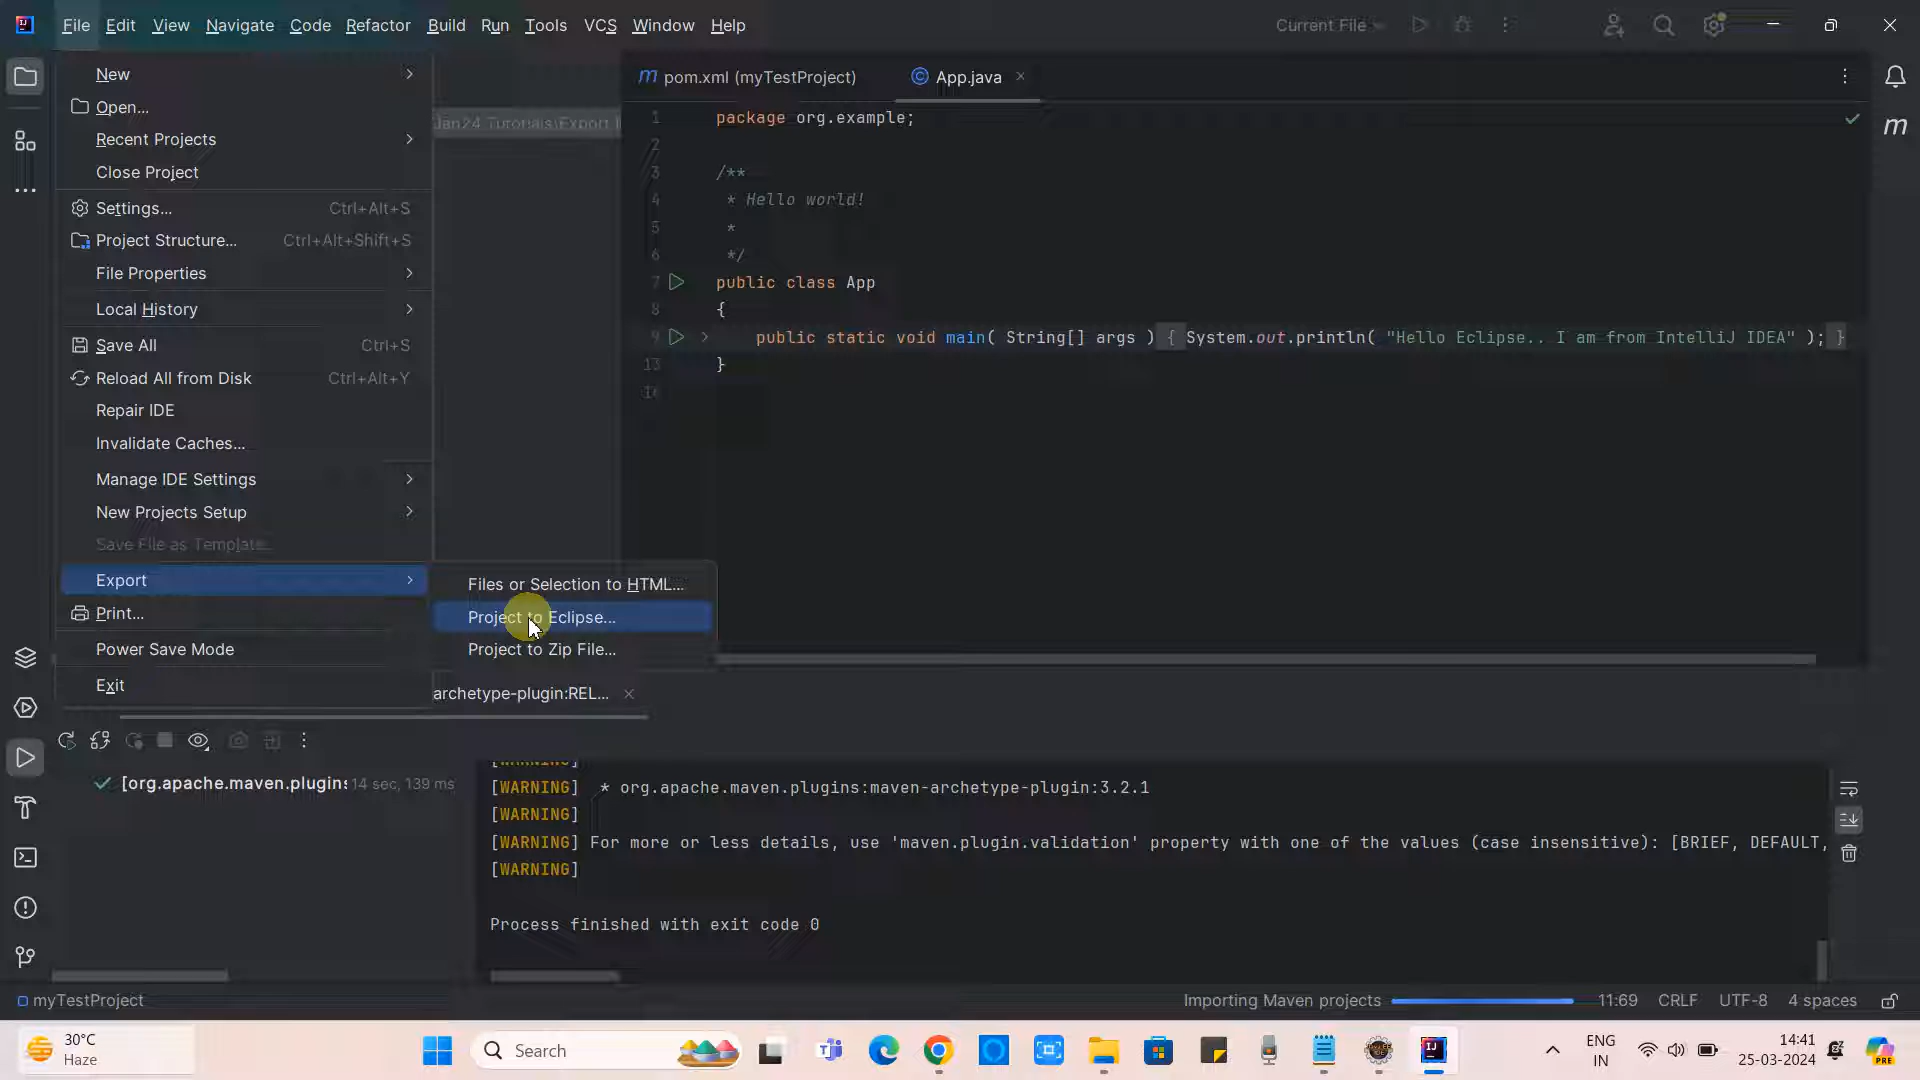 File Edit View Navigate Code Refactor Build Run Tools VCS Window Help
Current File
New
Open...
Recent Projects
Close Project
Settings... Ctrl+Alt+S
Project Structure... Ctrl+Alt+Shift+S
File Properties
Local History
Save All Ctrl+S
Reload All from Disk Ctrl+Alt+Y
Repair IDE
Invalidate Caches...
Manage IDE Settings
New Projects Setup
Save File as Template...
Export
Print...
Power Save Mode
Exit
Files or Selection to HTML...
Project to Eclipse...
Project to Zip File...
Jan24 Tutorials\Export
m pom.xml (myTestProject)
App.java
1 package org.example;
2
3 /**
4 * Hello world!
5 *
6 */
7 public class App
8 {
9 public static void main( String[] args ) { System.out.println( "Hello Eclipse.. I am from IntelliJ IDEA" ); }
13 }
14
m
archetype-plugin:REL...
[org.apache.maven.plugins: 14 sec, 139 ms
[WARNING]
[WARNING] * org.apache.maven.plugins:maven-archetype-plugin:3.2.1
[WARNING]
[WARNING] For more or less details, use 'maven.plugin.validation' property with one of the values (case insensitive): [BRIEF, DEFAULT,
[WARNING]
Process finished with exit code 0
myTestProject
Importing Maven projects 11:69 CRLF UTF-8 4 spaces
30°C
Haze
Search
ENG
IN
14:41
25-03-2024
PRE